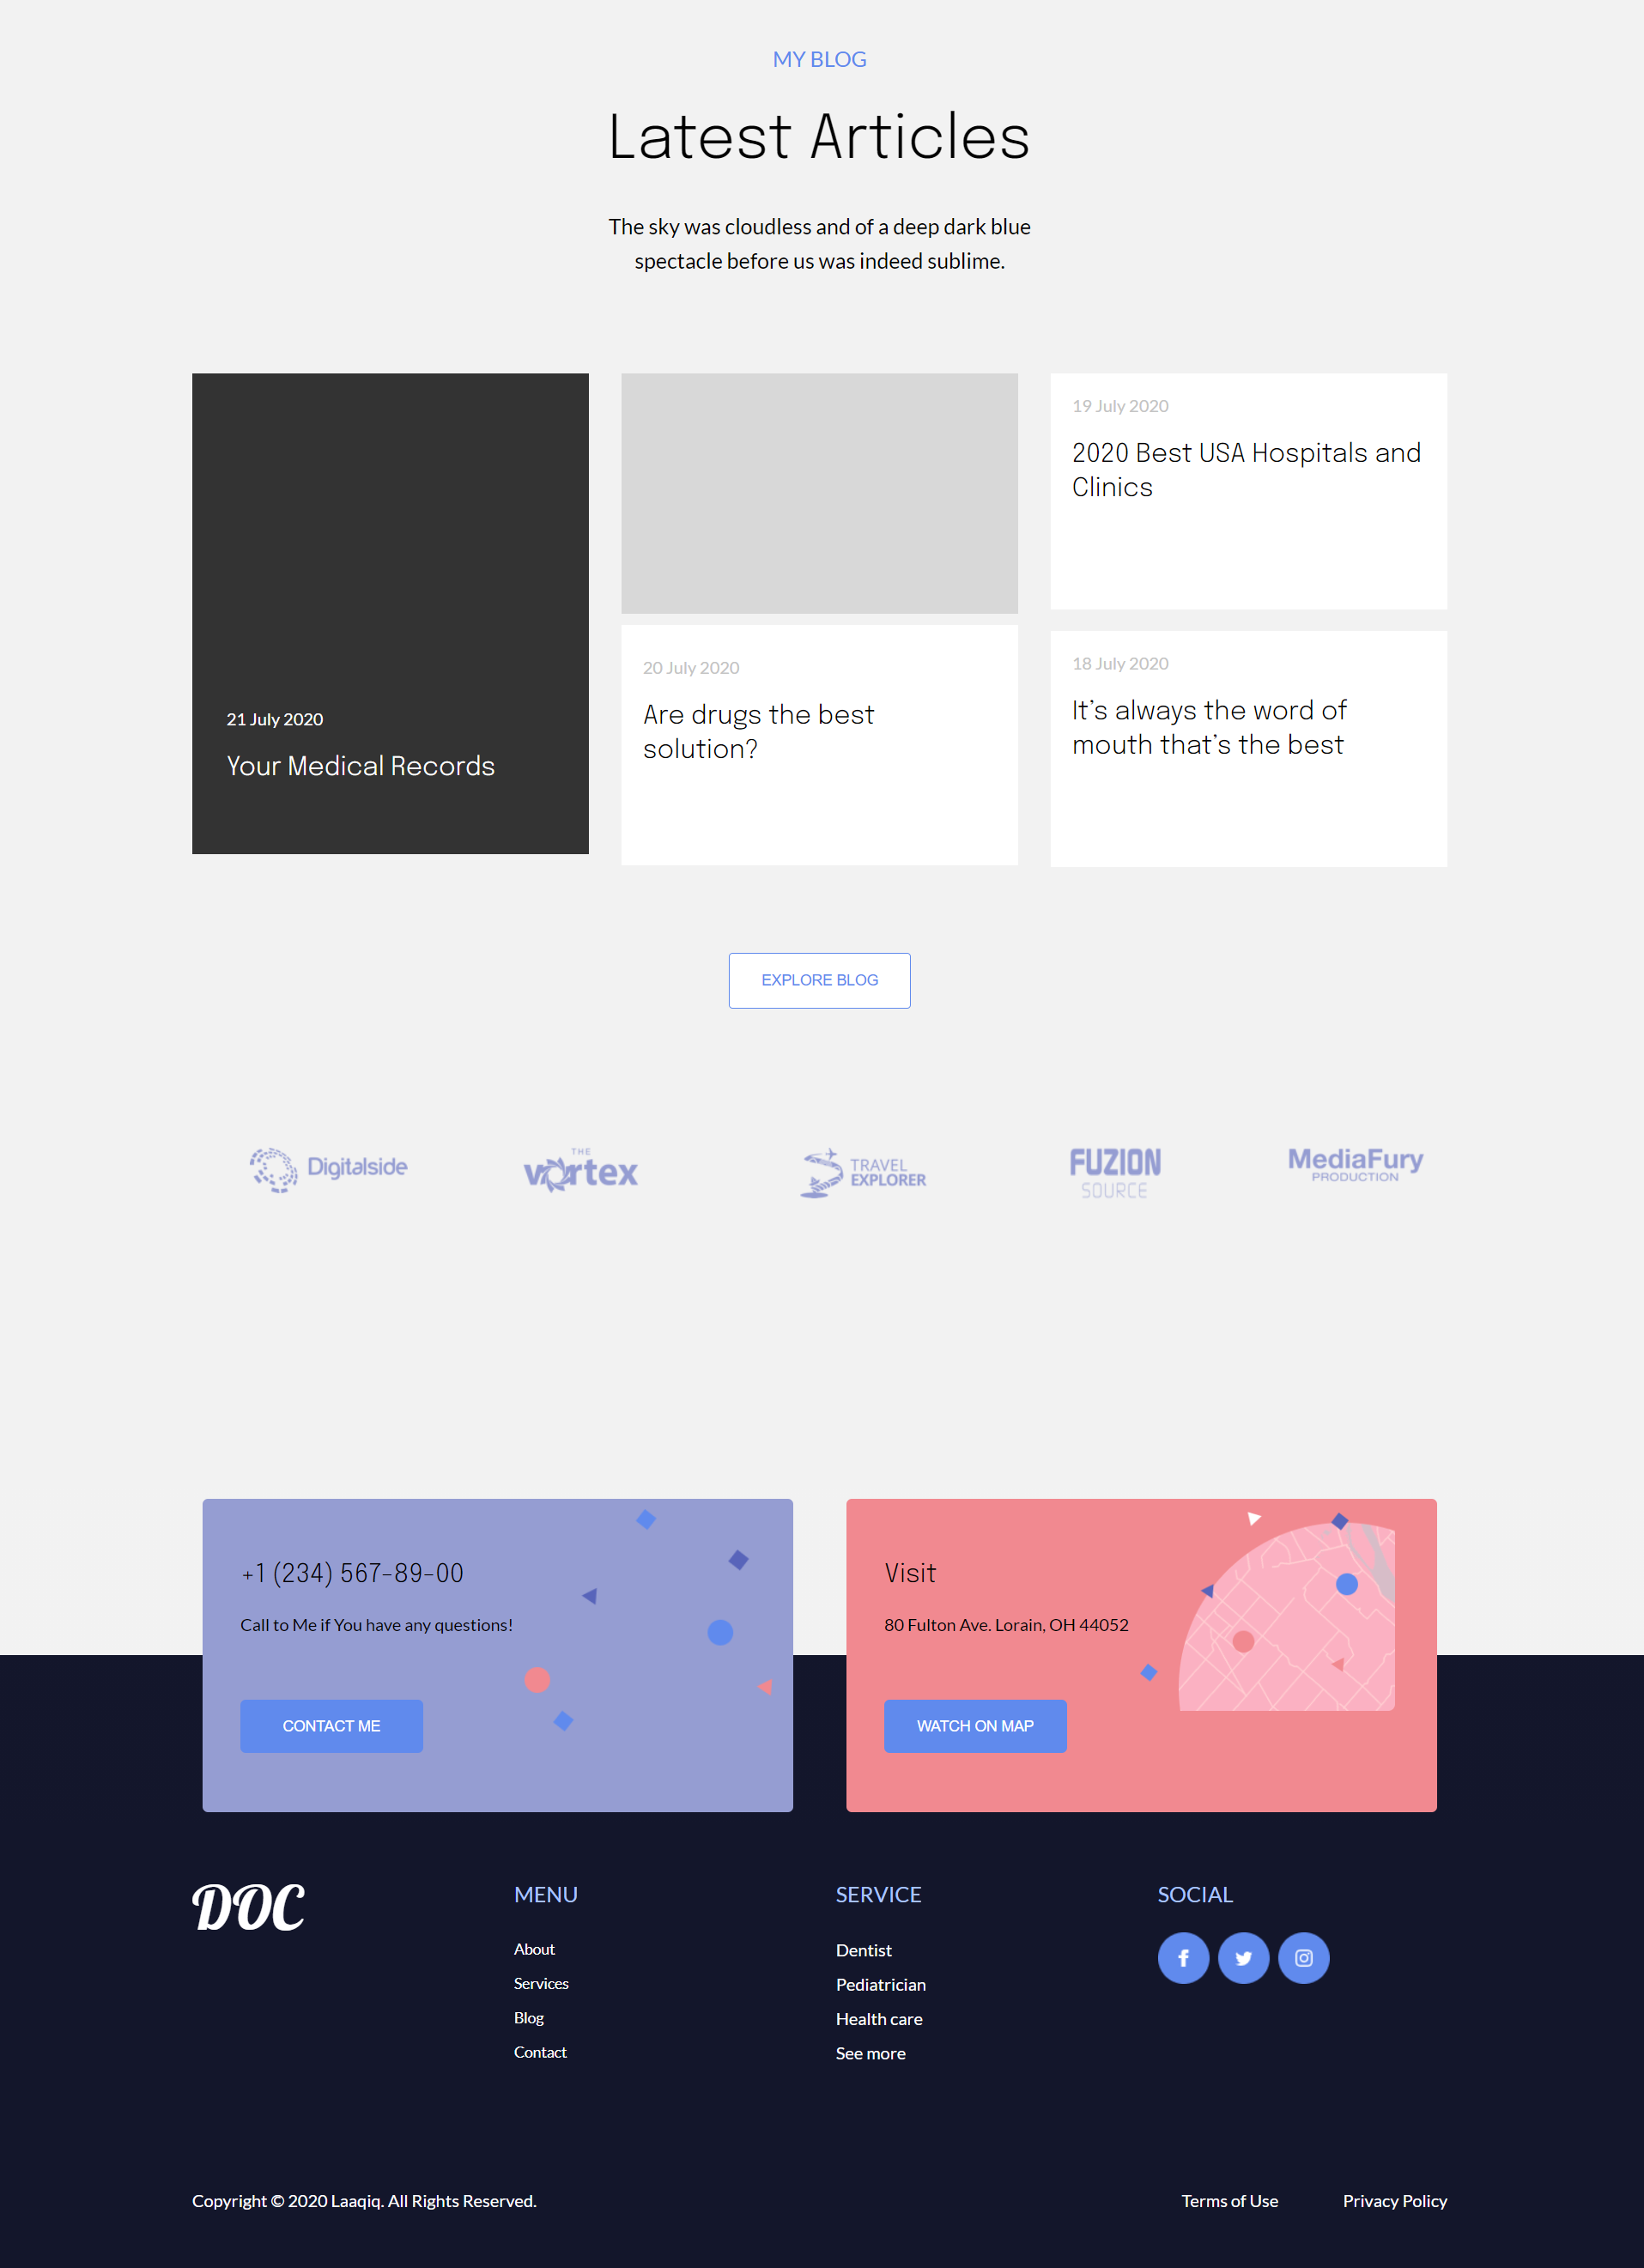 MY BLOG
Latest Articles
The sky was cloudless and of a deep dark blue
spectacle before us was indeed sublime.
21 July 2020
Your Medical Records
20 July 2020
Are drugs the best
solution?
19 July 2020
2020 Best USA Hospitals and
Clinics
18 July 2020
It's always the word of
mouth that's the best
EXPLORE BLOG
Digitalside
THE
vortex
TRAVEL
EXPLORER
FUZION
SOURCE
MediaFury
PRODUCTION
+1 (234) 567-89-00
Call to Me if You have any questions!
CONTACT ME
Visit
80 Fulton Ave. Lorain, OH 44052
WATCH ON MAP
DOC
MENU
About
Services
Blog
Contact
SERVICE
Dentist
Pediatrician
Health care
See more
SOCIAL
Copyright © 2020 Laaqiq. All Rights Reserved.
Terms of Use
Privacy Policy